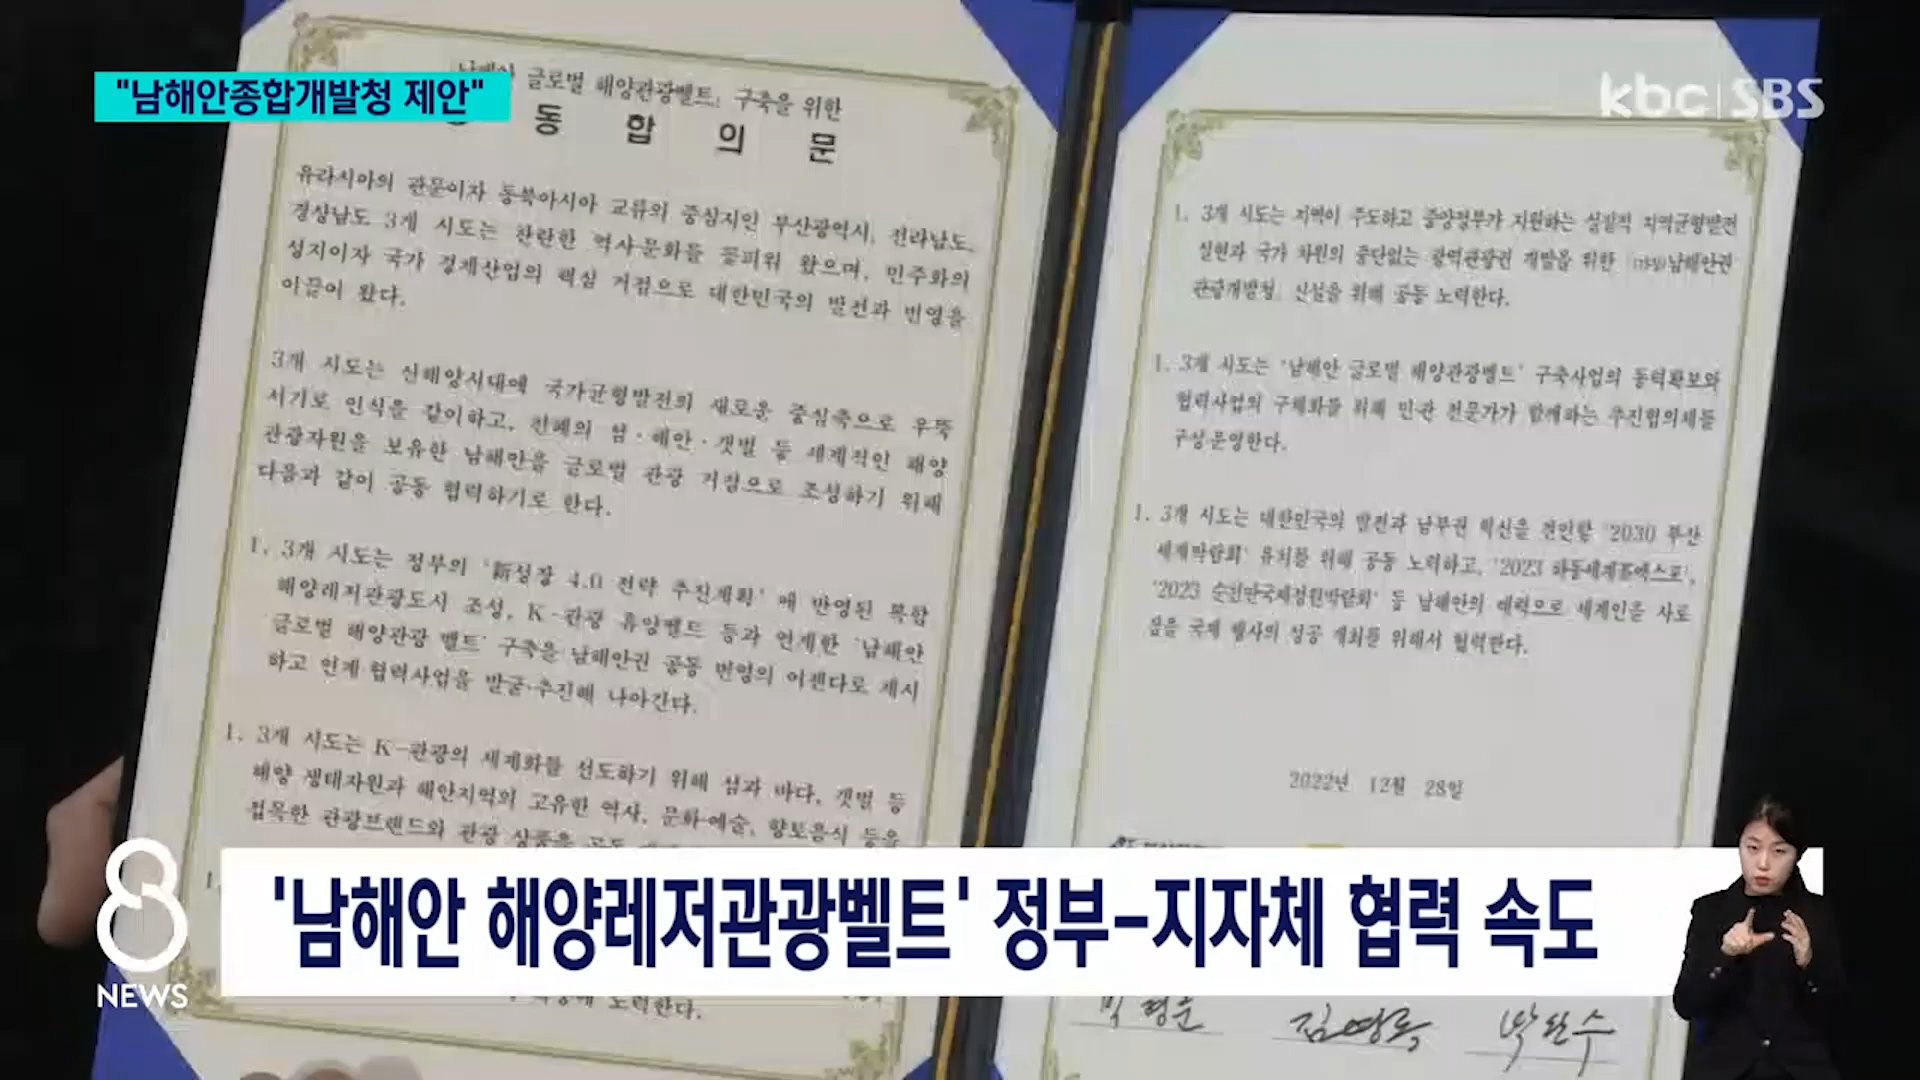 "남해안종합개발청 제안"
kbc SBS
글로벌 해양관광벨트」 구축을 위한
동 합 의 문
유라시아의 관문이자 동북아시아 교류의 중심지인 부산광역시, 전라남도,
경상남도 3개 시도는 찬란한 역사·문화를 꽃피워 왔으며, 민주화의
성지이자 국가 경제산업의 핵심 거점으로 대한민국의 발전과 번영을
이끌어 왔다.
3개 시도는 신해양시대에 국가균형발전의 새로운 중심축으로 우뚝
서기로 인식을 같이하고, 천혜의 섬·해안·갯벌 등 세계적인 해양
관광자원을 보유한 남해안을 글로벌 관광 거점으로 조성하기 위해
다음과 같이 공동 협력하기로 한다.
1. 3개 시도는 정부의 '新성장 4.0 전략 추진계획' 에 반영된 복합
해양레저관광도시 조성, K-관광 휴양벨트 등과 연계한 '남해안
글로벌 해양관광 벨트' 구축을 남해안권 공동 번영의 어젠다로 제시
하고 연계 협력사업을 발굴·추진해 나아간다.
1. 3개 시도는 K-관광의 세계화를 선도하기 위해 섬과 바다, 갯벌 등
해양 생태자원과 해안지역의 고유한 역사, 문화·예술, 향토음식 등을
접목한 관광브랜드와 관광 상품을 공동
1.
노력한다.
1. 3개 시도는 지역이 주도하고 중앙정부가 지원하는 실질적 지역균형발전
실현과 국가 차원의 중단없는 광역관광권 개발을 위한 「(가칭)남해안권
관광개발청」 신설을 위해 공동 노력한다.
1. 3개 시도는 '남해안 글로벌 해양관광벨트' 구축사업의 동력확보와
협력사업의 구체화를 위해 민관 전문가가 함께하는 추진협의체를
구성·운영한다.
1. 3개 시도는 대한민국의 발전과 남부권 혁신을 견인할 '2030 부산
세계박람회' 유치를 위해 공동 노력하고, '2023 하동세계차엑스포',
'2023 순천만국제정원박람회' 등 남해안의 매력으로 세계인을 사로
잡을 국제 행사의 성공 개최를 위해서 협력한다.
2022년 12월 28일
8
NEWS
'남해안 해양레저관광벨트' 정부-지자체 협력 속도
박형준 김영록 박완수